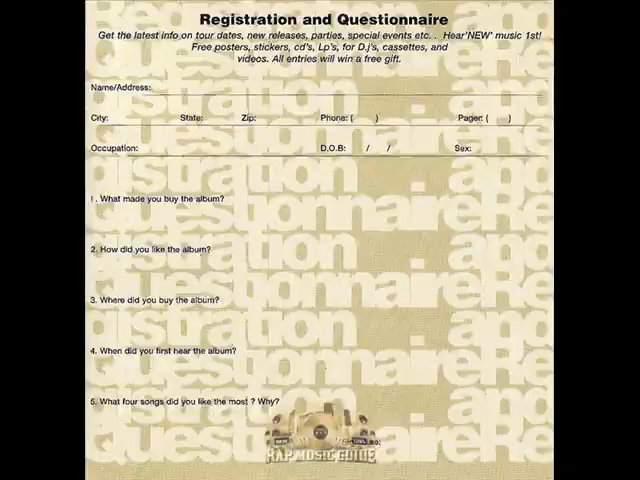 Registration and Questionnaire
Get the latest info on tour dates, new releases, parties, special events etc. . Hear'NEW' music 1st!
Free posters, stickers, cd's, Lp's, for D.j's, cassettes, and
videos. All entries will win a free gift.
Name/Address:
City: State: Zip: Phone: ( ) Pager: ( )
Occupation: D.O.B: / / Sex:
1 . What made you buy the album?
2. How did you like the album?
3. Where did you buy the album?
4. When did you first hear the album?
5. What four songs did you like the most ? Why?
RAP MUSIC GUIDE